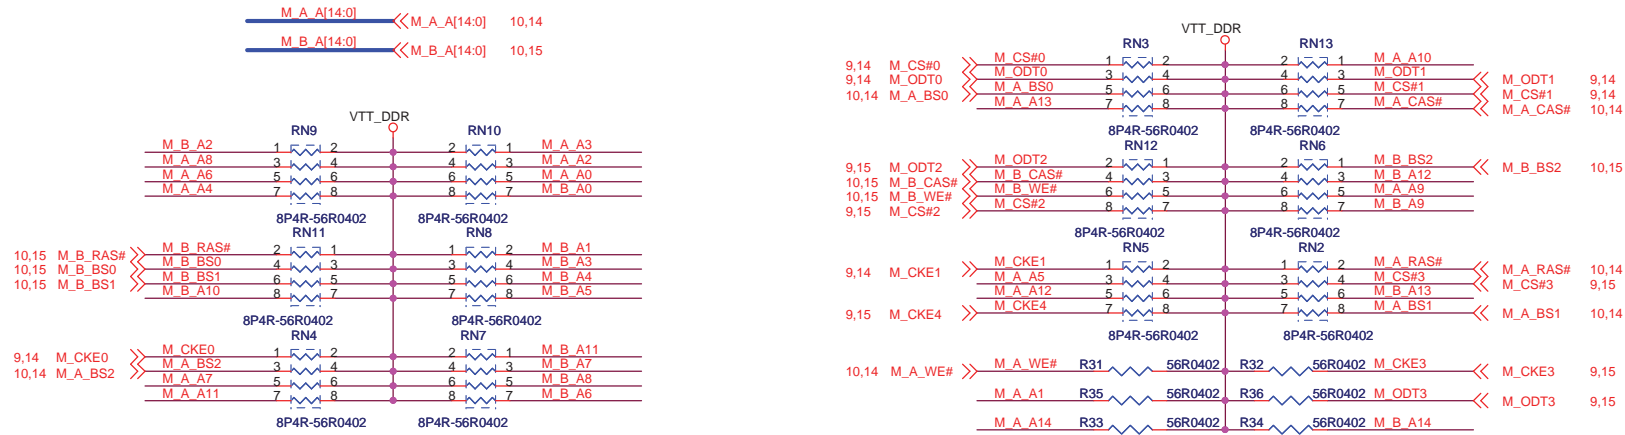 M_A_A[14:0] M_A_A[14:0] 10,14
M_B_A[14:0] M_B_A[14:0] 10,15
VTT_DDR
RN9 RN10
M_B_A2 1 2 2 1 M_A_A3
M_A_A8 3 4 4 3 M_A_A2
M_A_A6 5 6 6 5 M_A_A0
M_A_A4 7 8 8 7 M_B_A0
8P4R-56R0402 8P4R-56R0402
RN11 RN8
10,15 M_B_RAS# M_B_RAS# 2 1 1 2 M_B_A1
10,15 M_B_BS0 M_B_BS0 4 3 3 4 M_B_A3
10,15 M_B_BS1 M_B_BS1 6 5 5 6 M_B_A4
M_B_A10 8 7 7 8 M_B_A5
8P4R-56R0402 8P4R-56R0402
RN4 RN7
9,14 M_CKE0 M_CKE0 1 2 2 1 M_B_A11
10,14 M_A_BS2 M_A_BS2 3 4 4 3 M_B_A7
M_A_A7 5 6 6 5 M_B_A8
M_A_A11 7 8 8 7 M_B_A6
8P4R-56R0402 8P4R-56R0402
VTT_DDR
RN3 RN13
9,14 M_CS#0 M_CS#0 1 2 2 1 M_A_A10
9,14 M_ODT0 M_ODT0 3 4 4 3 M_ODT1 M_ODT1 9,14
10,14 M_A_BS0 M_A_BS0 5 6 6 5 M_CS#1 M_CS#1 9,14
M_A_A13 7 8 8 7 M_A_CAS# M_A_CAS# 10,14
8P4R-56R0402 8P4R-56R0402
RN12 RN6
9,15 M_ODT2 M_ODT2 2 1 2 1 M_B_BS2 M_B_BS2 10,15
10,15 M_B_CAS# M_B_CAS# 4 3 4 3 M_B_A12
10,15 M_B_WE# M_B_WE# 6 5 6 5 M_A_A9
9,15 M_CS#2 M_CS#2 8 7 8 7 M_B_A9
8P4R-56R0402 8P4R-56R0402
RN5 RN2
9,14 M_CKE1 M_CKE1 1 2 1 2 M_A_RAS# M_A_RAS# 10,14
M_A_A5 3 4 3 4 M_CS#3 M_CS#3 9,15
M_A_A12 5 6 5 6 M_B_A13
9,15 M_CKE4 M_CKE4 7 8 7 8 M_A_BS1 M_A_BS1 10,14
8P4R-56R0402 8P4R-56R0402
10,14 M_A_WE# M_A_WE# R31 56R0402 R32 56R0402 M_CKE3 M_CKE3 9,15
M_A_A1 R35 56R0402 R36 56R0402 M_ODT3 M_ODT3 9,15
M_A_A14 R33 56R0402 R34 56R0402 M_B_A14